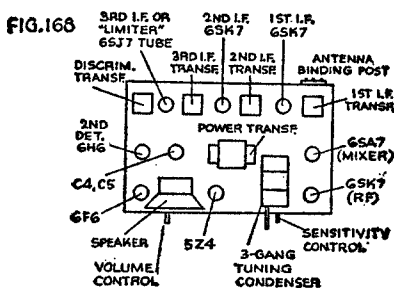 FIG.168
3RD I.F. OR
"LIMITER"
6SJ7 TUBE
2ND I.F.
6SK7
1ST I.F.
6SK7
DISCRIM.
TRANSF.
3RD I.F.
TRANSF.
2ND I.F.
TRANSF.
ANTENNA
BINDING POST
1ST I.F.
TRANSF.
2ND
DET.
6H6
POWER TRANSF.
6SA7
(MIXER)
C4, C5
6SK7
(RF)
6F6
SPEAKER
5Z4
SENSITIVITY
CONTROL
VOLUME
CONTROL
3-GANG
TUNING
CONDENSER